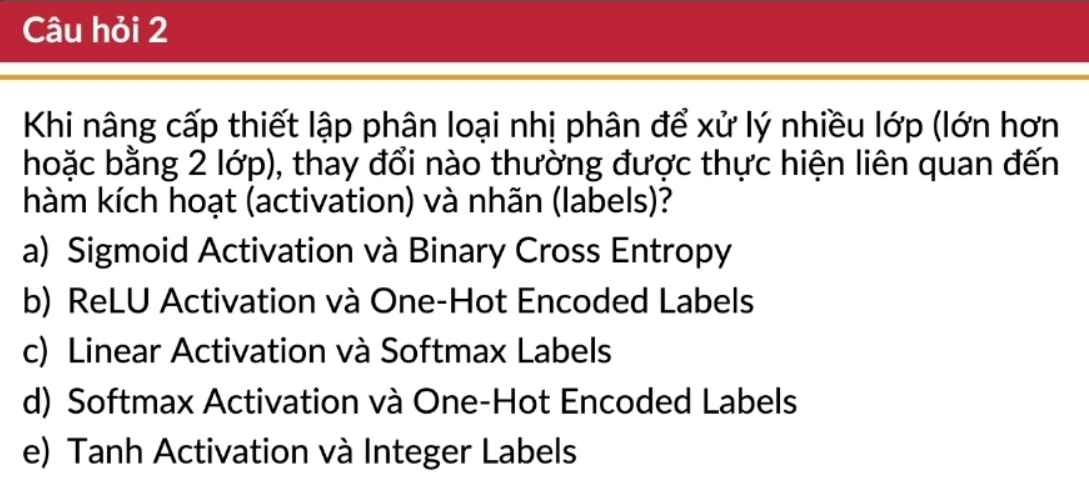 Câu hỏi 2
Khi nâng cấp thiết lập phân loại nhị phân để xử lý nhiều lớp (lớn hơn
hoặc bằng 2 lớp), thay đổi nào thường được thực hiện liên quan đến
hàm kích hoạt (activation) và nhãn (labels)?
a) Sigmoid Activation và Binary Cross Entropy
b) ReLU Activation và One-Hot Encoded Labels
c) Linear Activation và Softmax Labels
d) Softmax Activation và One-Hot Encoded Labels
e) Tanh Activation và Integer Labels